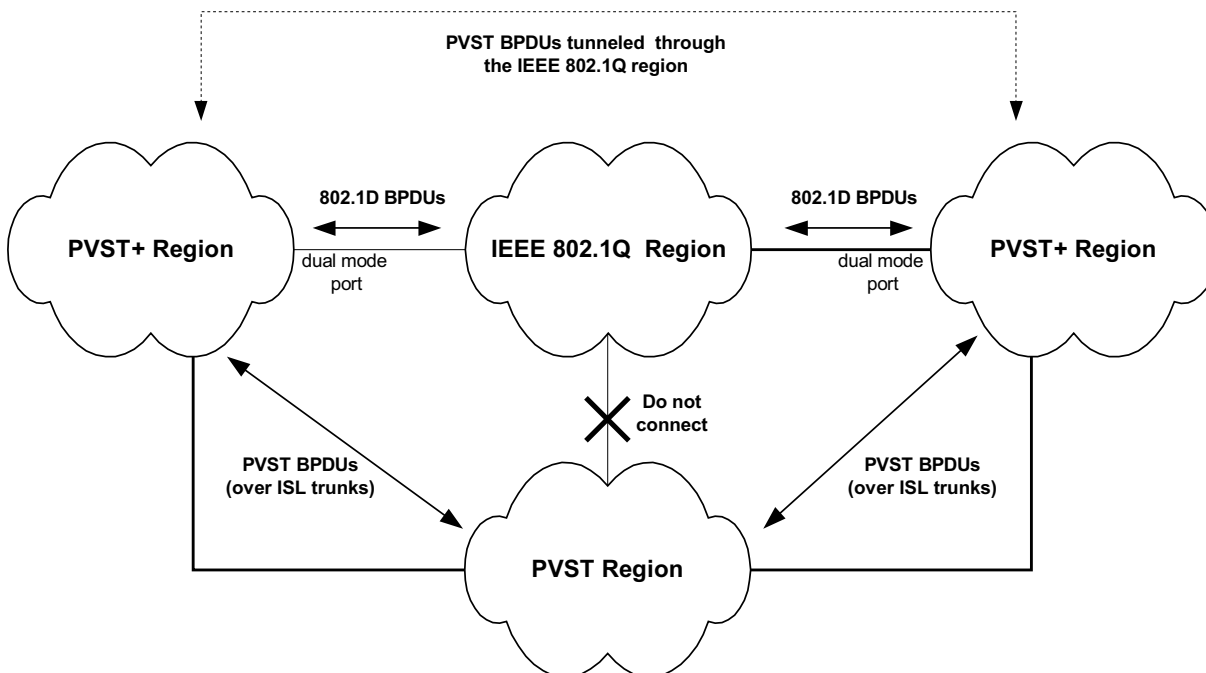 PVST BPDUs tunneled through
the IEEE 802.1Q region
802.1D BPDUs
802.1D BPDUs
PVST+ Region
IEEE 802.1Q Region
PVST+ Region
dual mode
port
dual mode
port
Do not
connect
PVST BPDUs
(over ISL trunks)
PVST BPDUs
(over ISL trunks)
PVST Region